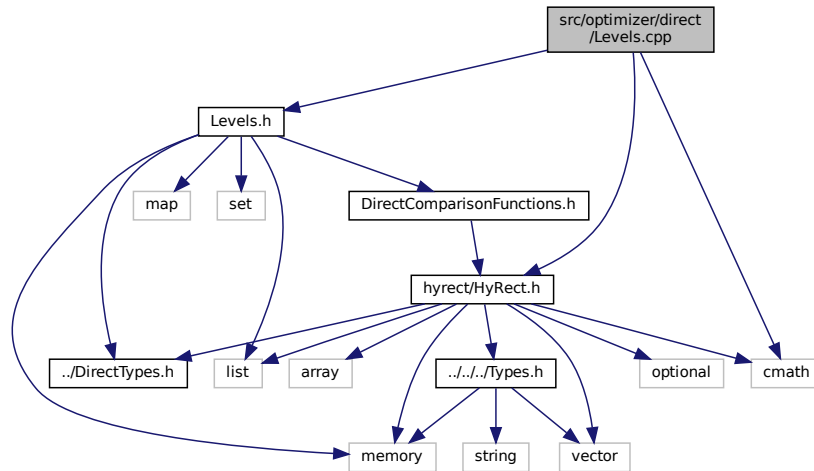 src/optimizer/direct
/Levels.cpp
Levels.h
map
set
DirectComparisonFunctions.h
hyrect/HyRect.h
../DirectTypes.h
list
array
../../../Types.h
optional
cmath
memory
string
vector